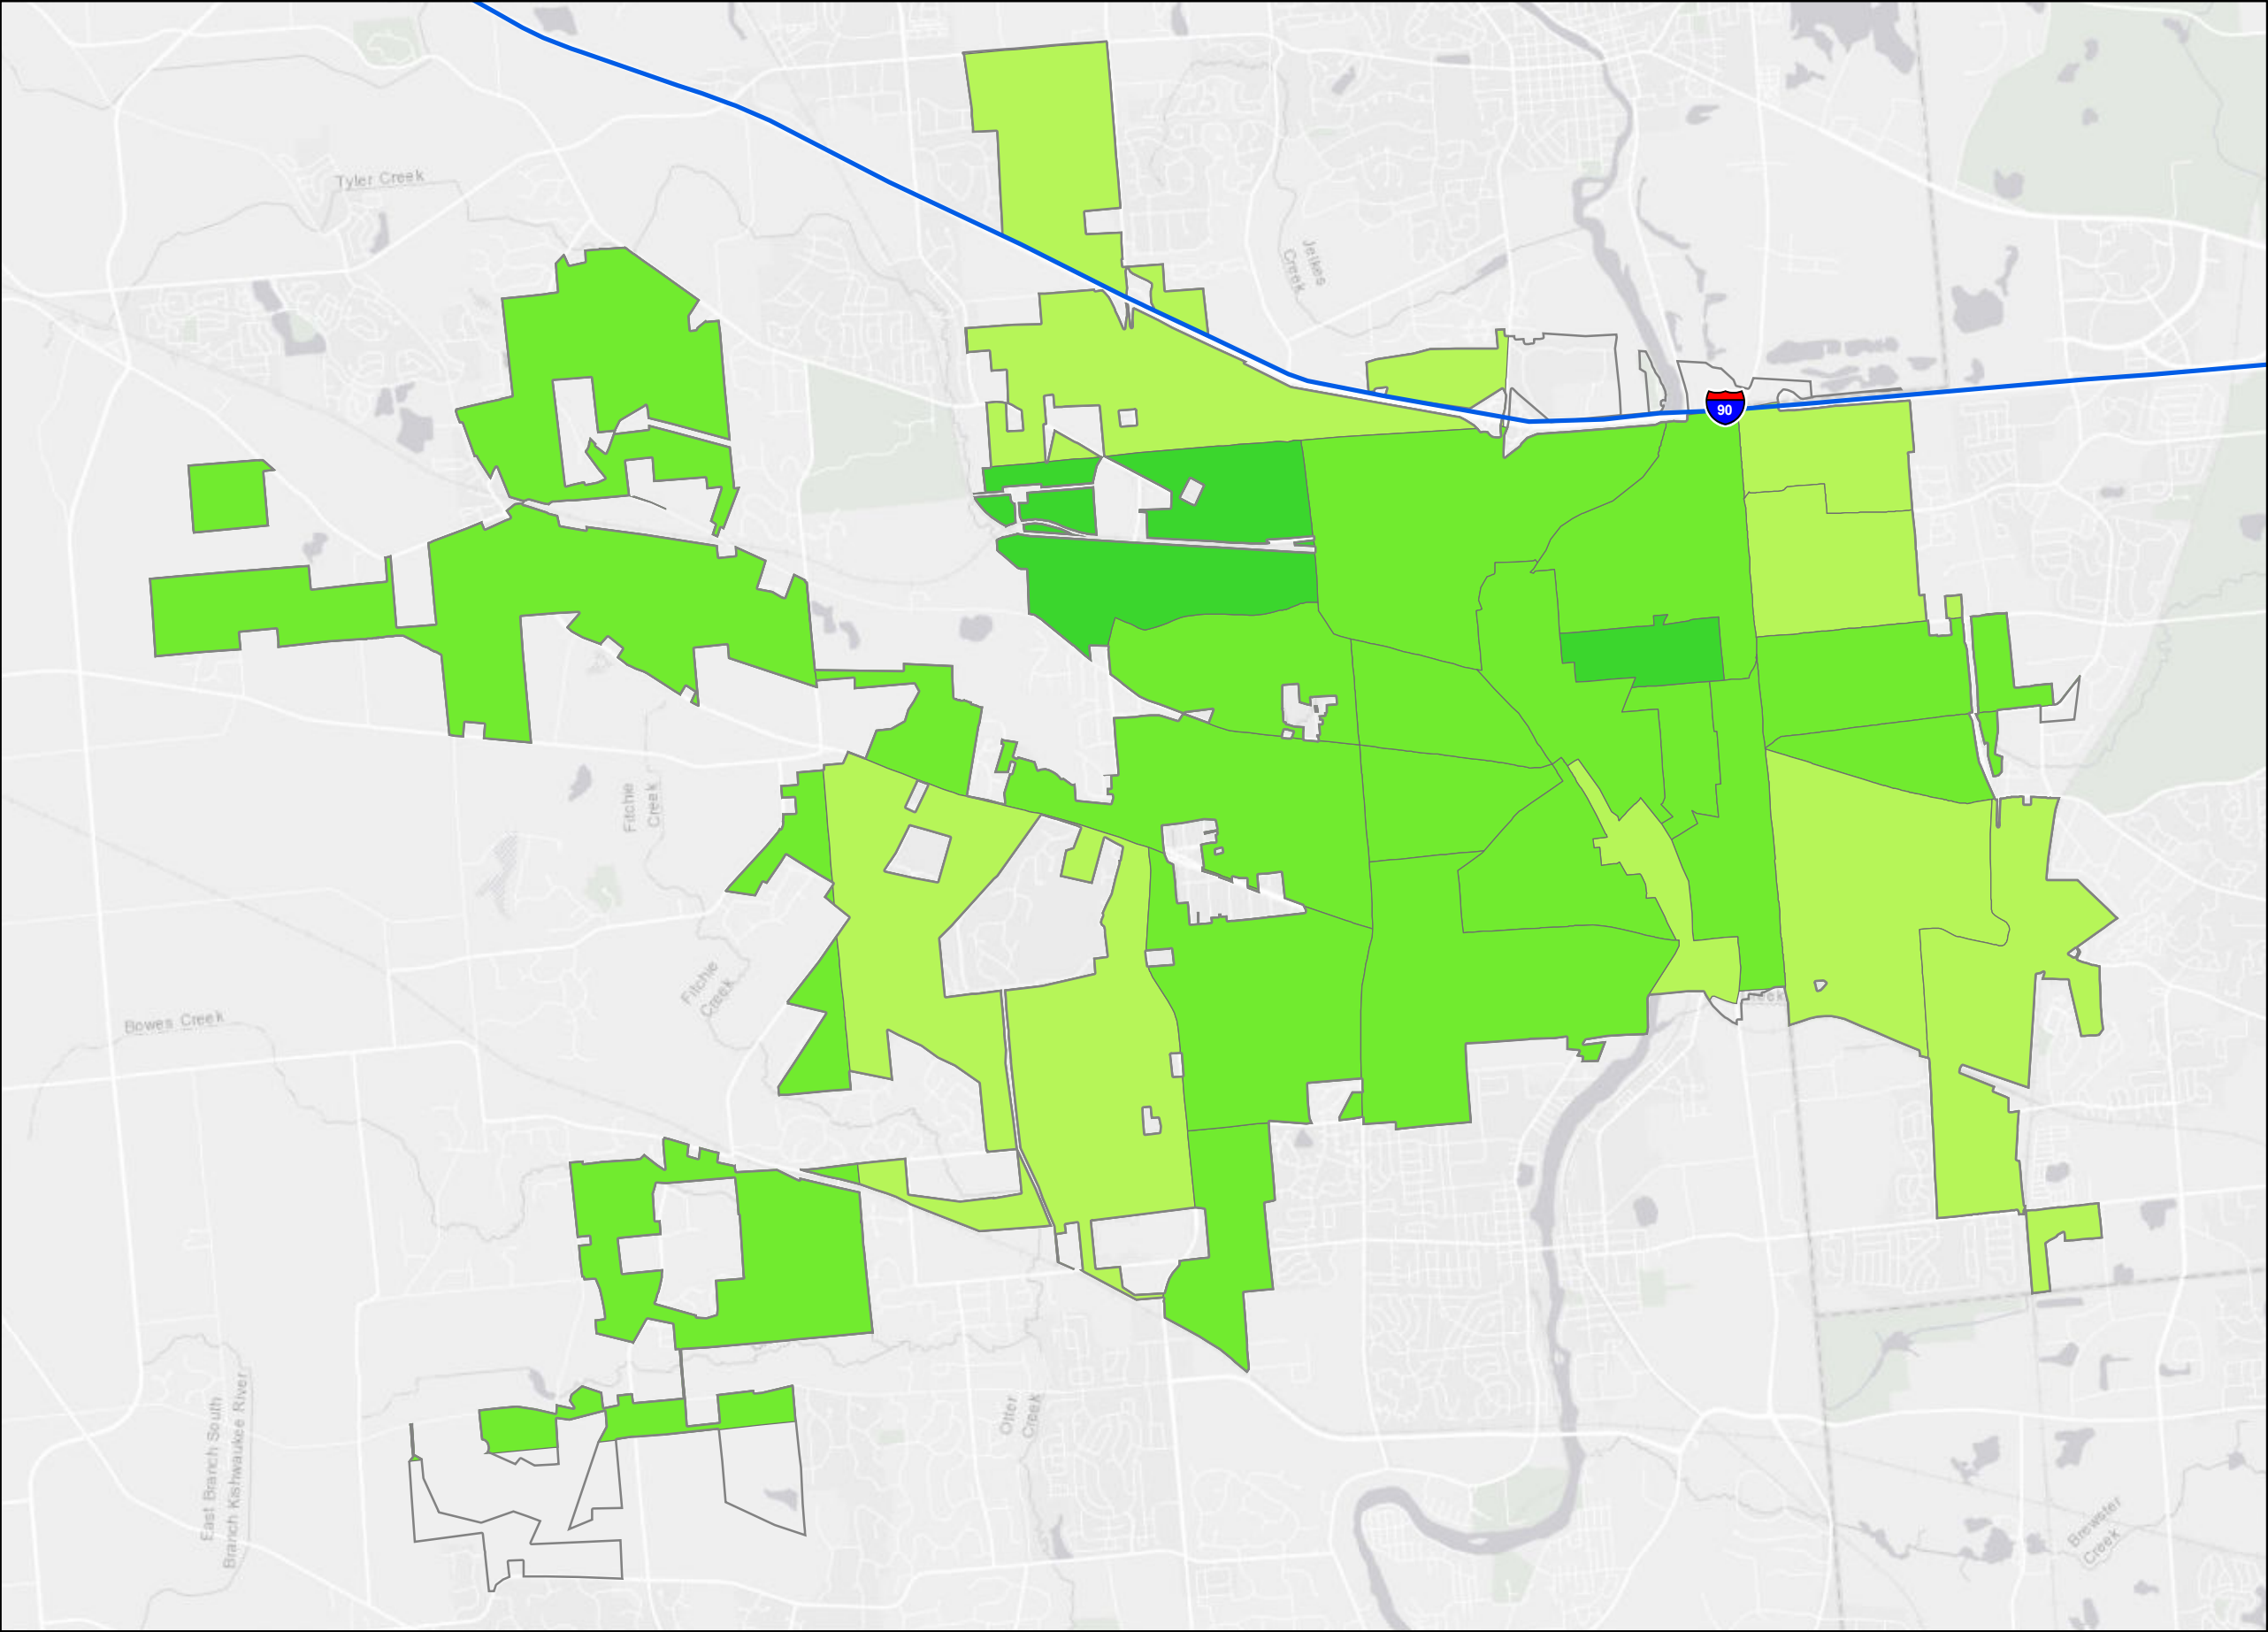 Tyler Creek
Jelkes
Creek
90
Fitchie
Creek
Fitchie
Creek
Bowes Creek
Creek
Otter
Creek
East Branch South
Branch Kishwaukee River
Brewster
Creek